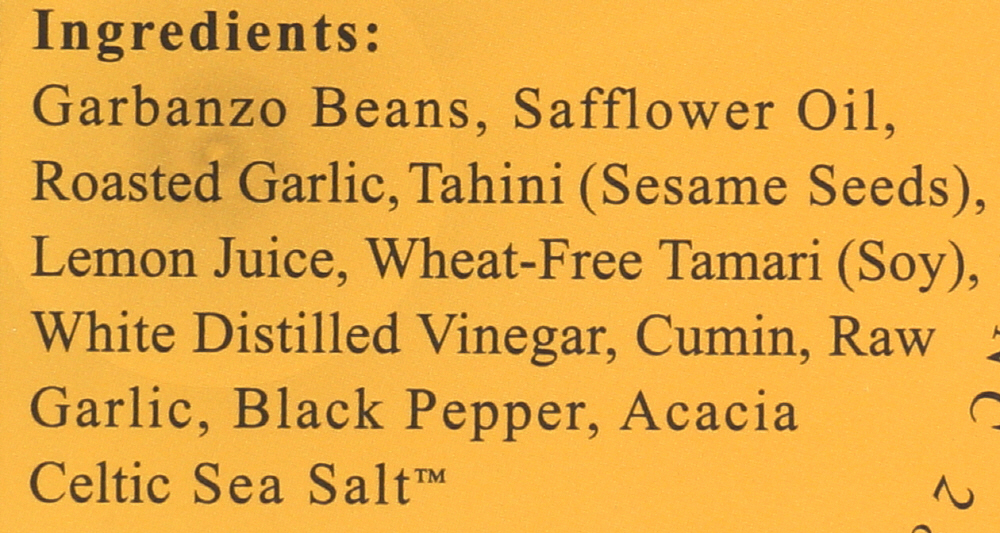 Ingredients:
Garbanzo Beans, Safflower Oil,
Roasted Garlic, Tahini (Sesame Seeds),
Lemon Juice, Wheat-Free Tamari (Soy),
White Distilled Vinegar, Cumin, Raw
Garlic, Black Pepper, Acacia
Celtic Sea Salt™